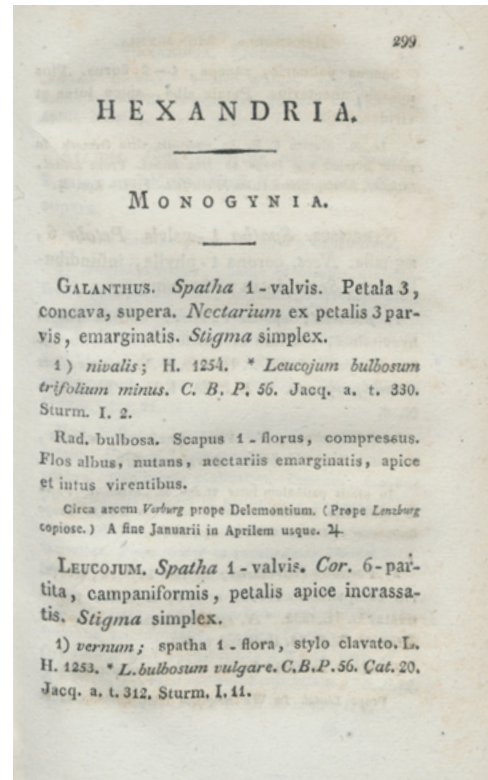 299
HEXANDRIA.
MONOGYNIA.
GALANTHUS. Spatha 1-valvis. Petala 3,
concava, supera. Nectarium ex petalis 3 par-
vis, emarginatis. Stigma simplex.
1) nivalis; H. 1254. * Leucojum bulbosum
trifolium minus. C. B. P. 56. Jacq. a. t. 330.
Sturm. I. 2.
Rad. bulbosa. Scapus 1-florus, compressus.
Flos albus, nutans, nectariis emarginatis, apice
et intus virentibus.
Circa arcem Vorburg prope Delemontium. (Prope Lenzburg
copiose.) A fine Januarii in Aprilem usque. ♃.
LEUCOJUM. Spatha 1-valvis. Cor. 6-par-
tita, campaniformis, petalis apice incrassa-
tis. Stigma simplex.
1) vernum; spatha 1-flora, stylo clavato. L.
H. 1253. * L. bulbosum vulgare. C.B.P. 56. Cat. 20.
Jacq. a. t. 312. Sturm. I. 11.